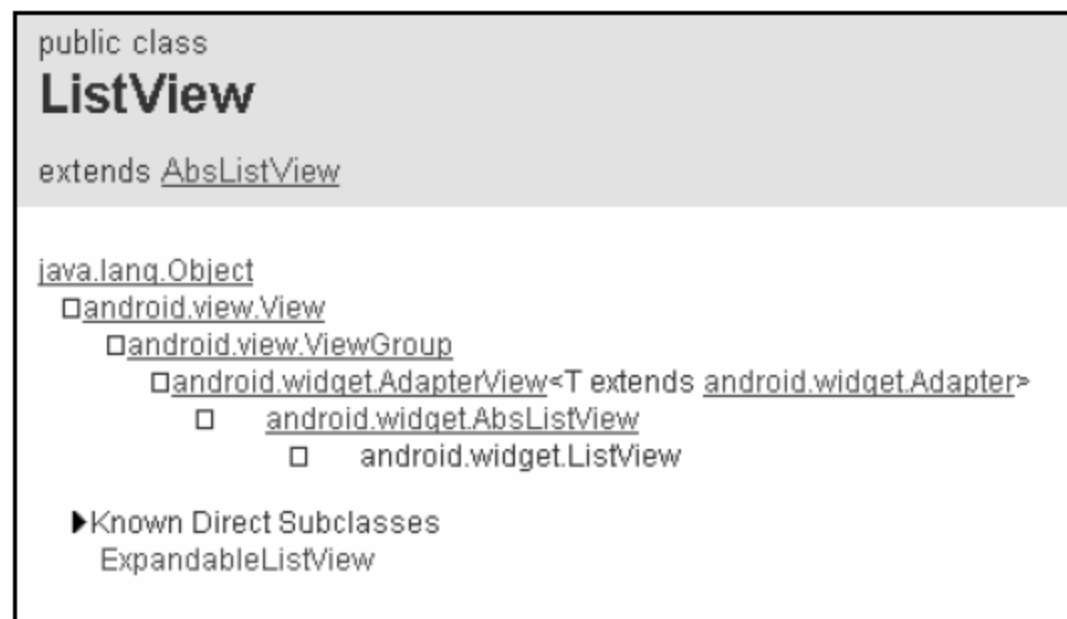 public class
ListView
extends AbsListView
java.lang.Object
android.view.View
android.view.ViewGroup
android.widget.AdapterView<T extends android.widget.Adapter>
android.widget.AbsListView
android.widget.ListView
Known Direct Subclasses
ExpandableListView